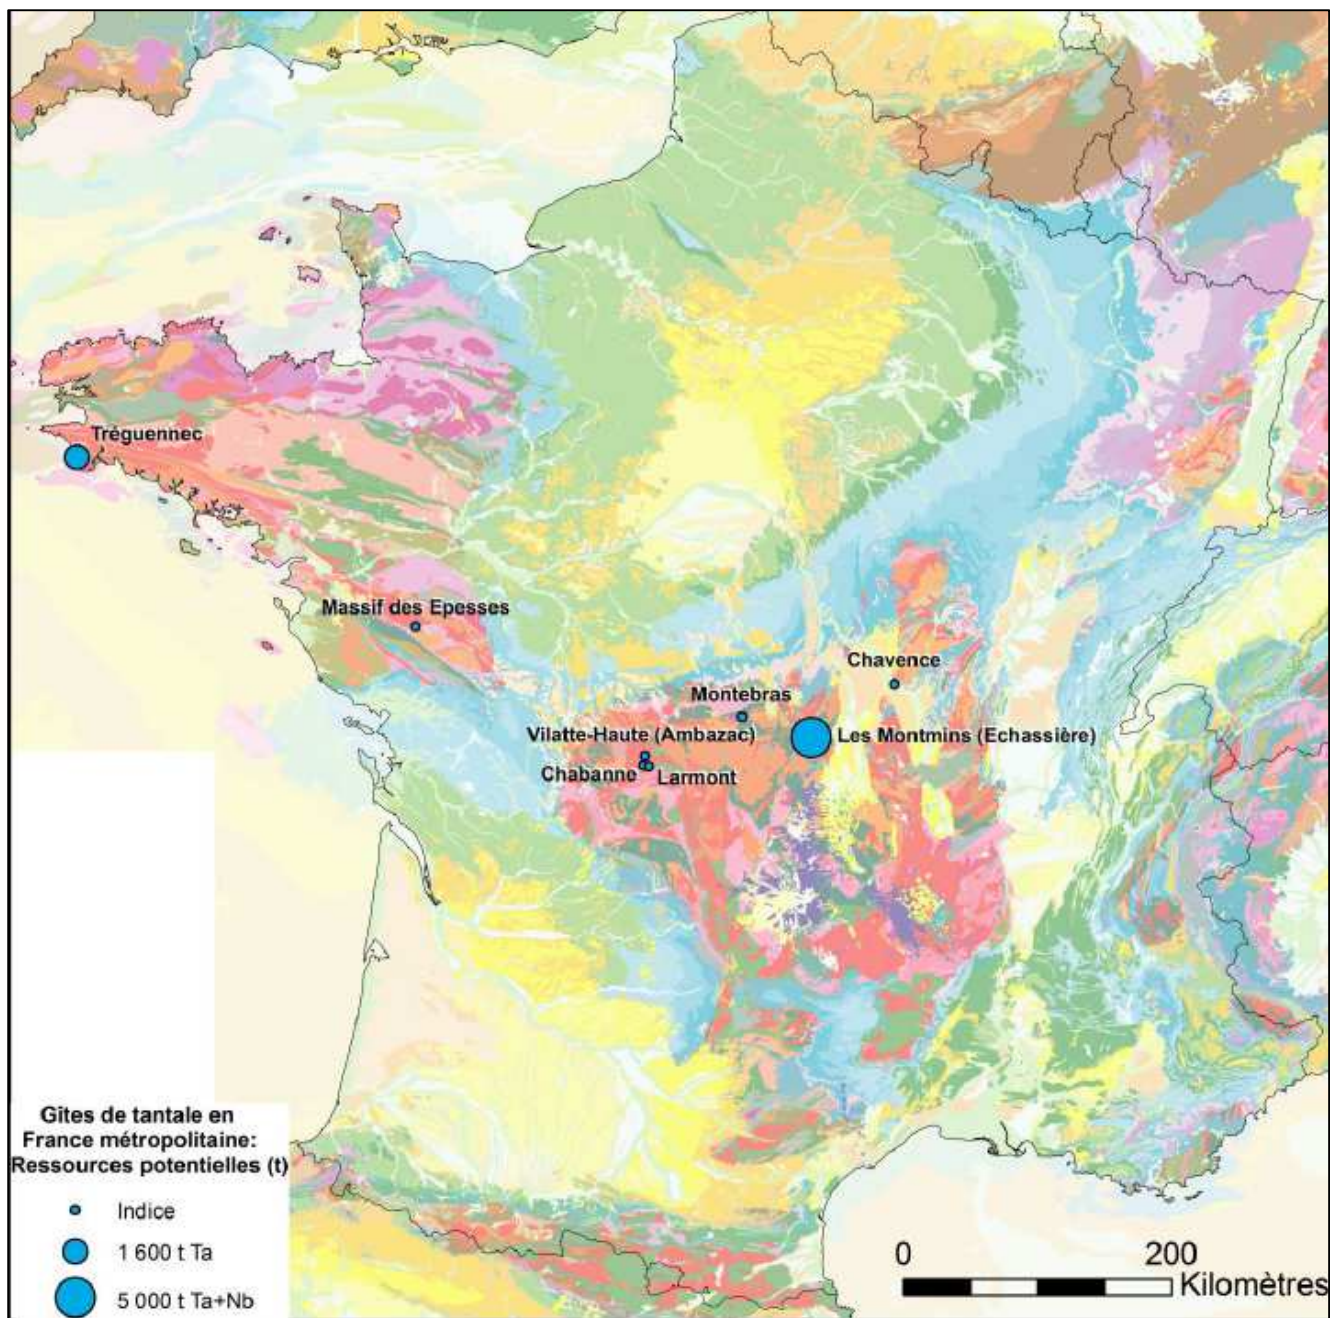 Tréguennec
Massif des Epesses
Chavence
Montebras
Vilatte-Haute (Ambazac)
Les Montmins (Echassière)
Chabanne
Larmont
Gîtes de tantale en
France métropolitaine:
Ressources potentielles (t)
Indice
1 600 t Ta
5 000 t Ta+Nb
0 200
Kilomètres